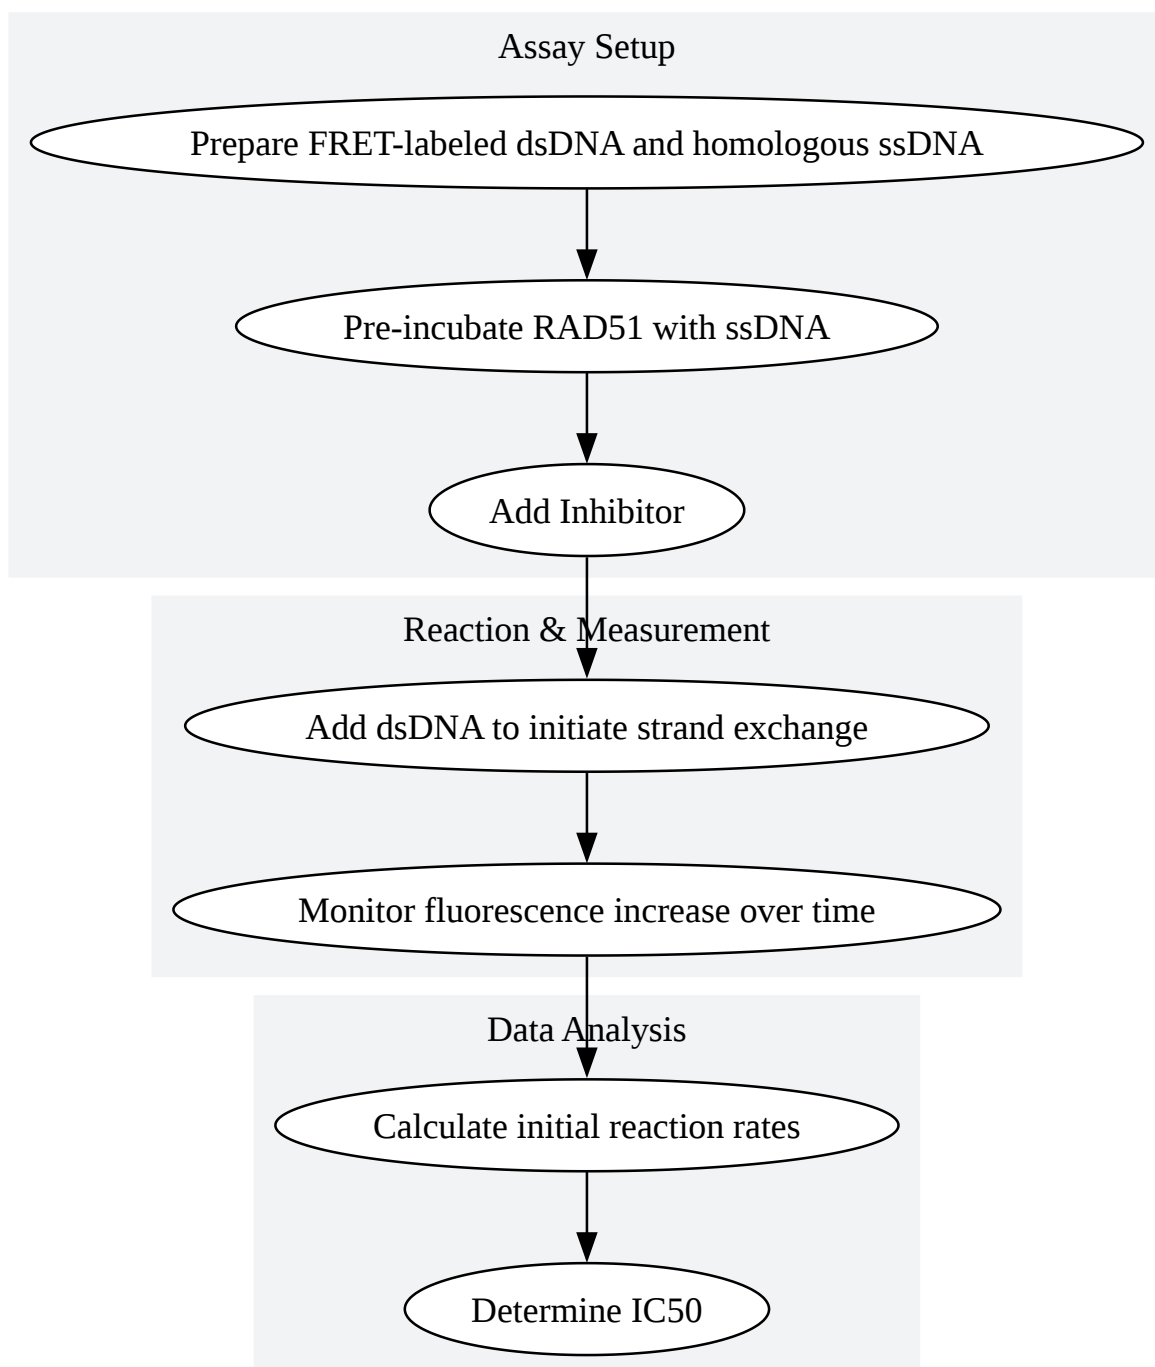 Assay Setup
Prepare FRET-labeled dsDNA and homologous ssDNA
Pre-incubate RAD51 with ssDNA
Add Inhibitor
Reaction & Measurement
Add dsDNA to initiate strand exchange
Monitor fluorescence increase over time
Data Analysis
Calculate initial reaction rates
Determine IC50